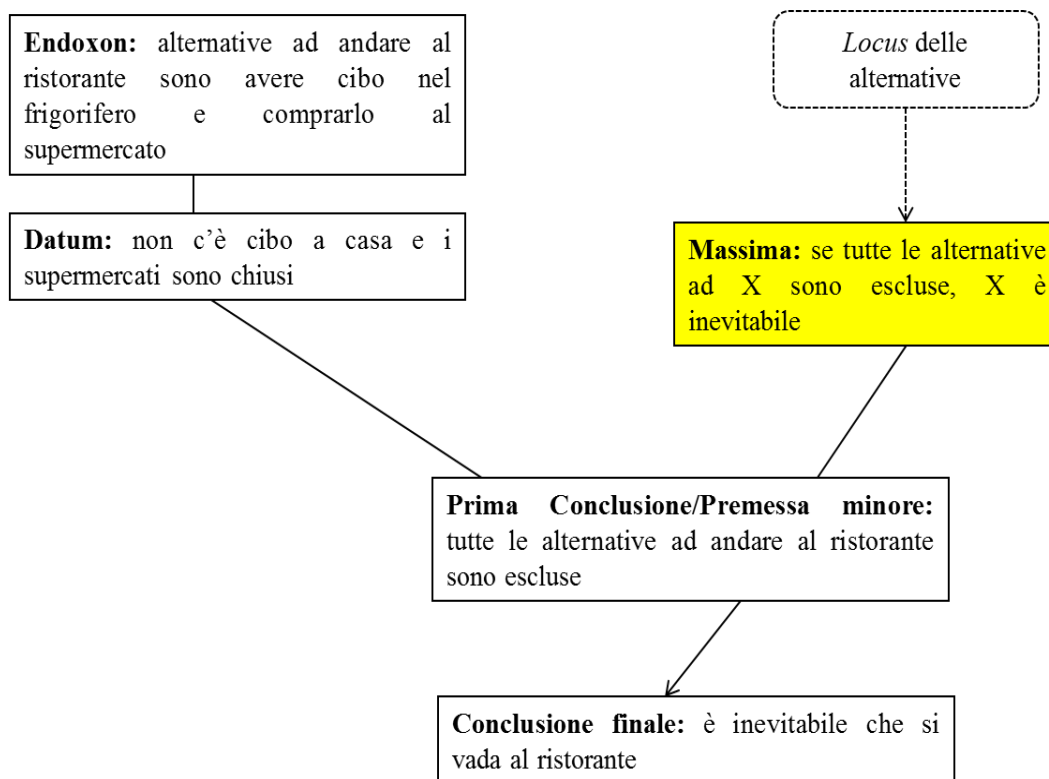 Endoxon: alternative ad andare al
ristorante sono avere cibo nel
frigorifero e comprarlo al
supermercato
Locus delle
alternative
Datum: non c’è cibo a casa e i
supermercati sono chiusi
Massima: se tutte le alternative
ad X sono escluse, X è
inevitabile
Prima Conclusione/Premessa minore:
tutte le alternative ad andare al ristorante
sono escluse
Conclusione finale: è inevitabile che si
vada al ristorante